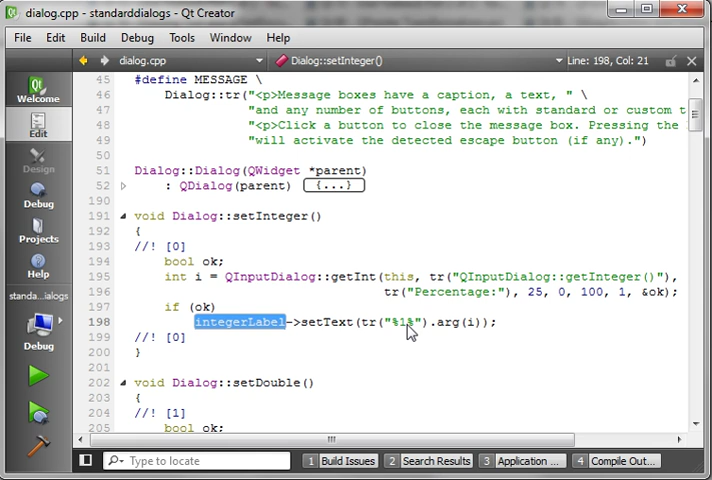 dialog.cpp - standarddialogs - Qt Creator
File Edit Build Debug Tools Window Help
dialog.cpp Dialog::setInteger() Line: 198, Col: 21
Welcome
Edit
Design
Debug
Projects
Help
standa...ialogs
Debug
45 #define MESSAGE \
46 Dialog::tr("<p>Message boxes have a caption, a text, " \
47 "and any number of buttons, each with standard or custom t
48 "<p>Click a button to close the message box. Pressing the
49 "will activate the detected escape button (if any).")
50
51 Dialog::Dialog(QWidget *parent)
52 : QDialog(parent) {...}
190
191 void Dialog::setInteger()
192 {
193 //! [0]
194 bool ok;
195 int i = QInputDialog::getInt(this, tr("QInputDialog::getInteger()"),
196 tr("Percentage:"), 25, 0, 100, 1, &ok);
197 if (ok)
198 integerLabel->setText(tr("%1%").arg(i));
199 //! [0]
200 }
201
202 void Dialog::setDouble()
203 {
204 //! [1]
205 bool ok;
Type to locate 1 Build Issues 2 Search Results 3 Application ... 4 Compile Out...